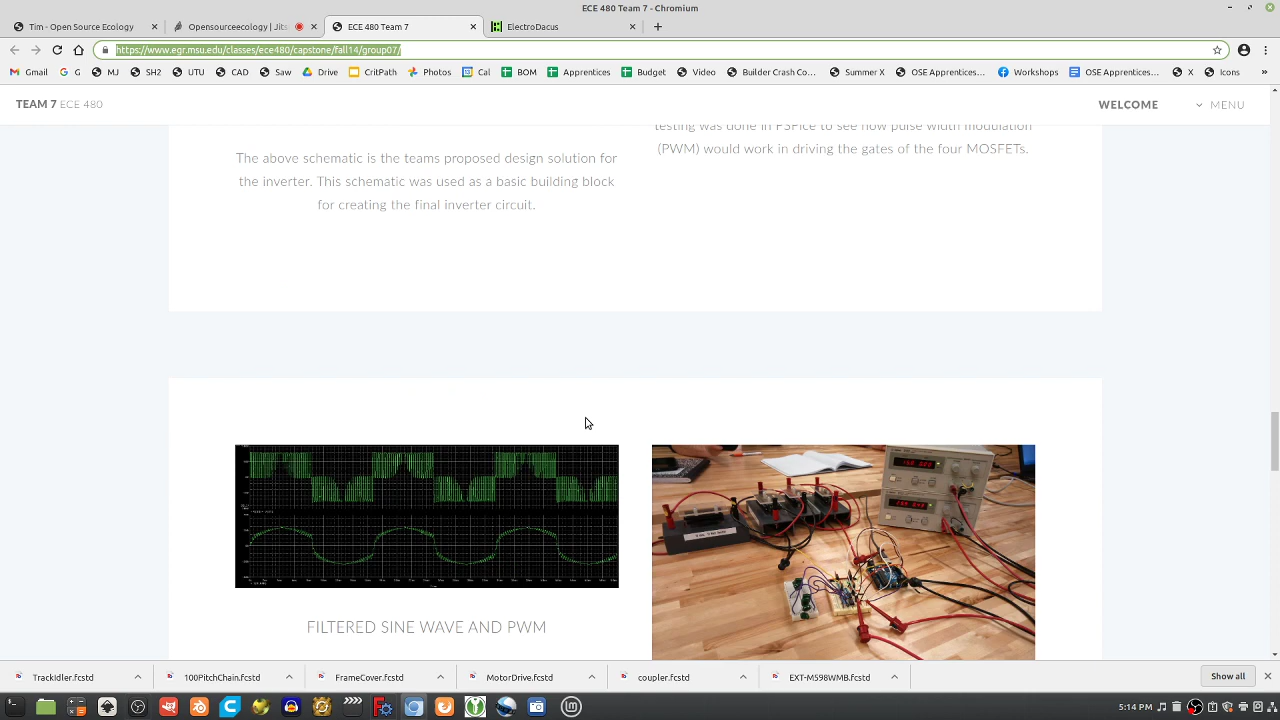 ECE 480 Team 7 - Chromium
Tim - Open Source Ecology
Opensourceecology | Jits
ECE 480 Team 7
ElectroDacus
https://www.egr.msu.edu/classes/ece480/capstone/fall14/group07/
Gmail G MJ SH2 UTU CAD Saw Drive CritPath Photos Cal BOM Apprentices Budget Video Builder Crash Co... Summer X OSE Apprentices... Workshops OSE Apprentices... X Icons »
TEAM 7 ECE 480
WELCOME
MENU
testing was done in PSPice to see how pulse width modulation
(PWM) would work in driving the gates of the four MOSFETs.
The above schematic is the teams proposed design solution for
the inverter. This schematic was used as a basic building block
for creating the final inverter circuit.
FILTERED SINE WAVE AND PWM
TrackIdler.fcstd
100PitchChain.fcstd
FrameCover.fcstd
MotorDrive.fcstd
coupler.fcstd
EXT-MS98WMB.fcstd
Show all
5:14 PM